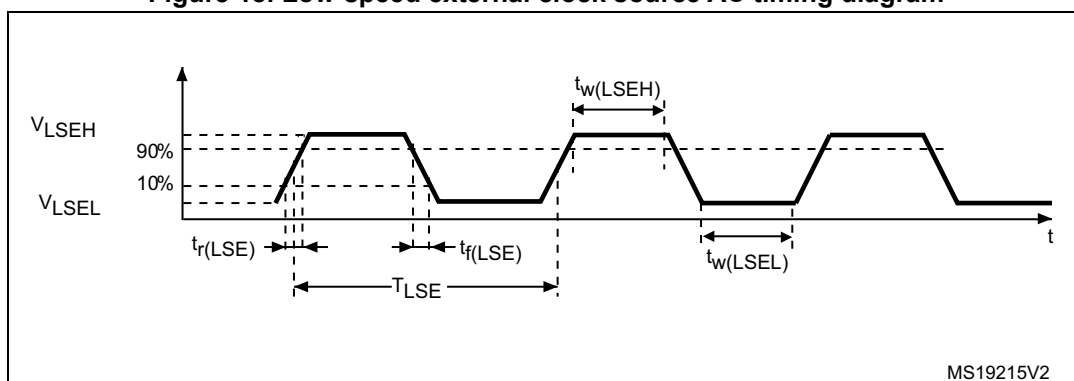 Figure 18. Low-speed external clock source AC timing diagram
tw(LSEH)
VLSEH
90%
10%
VLSEL
tr(LSE)
tf(LSE)
tw(LSEL)
t
TLSE
MS19215V2